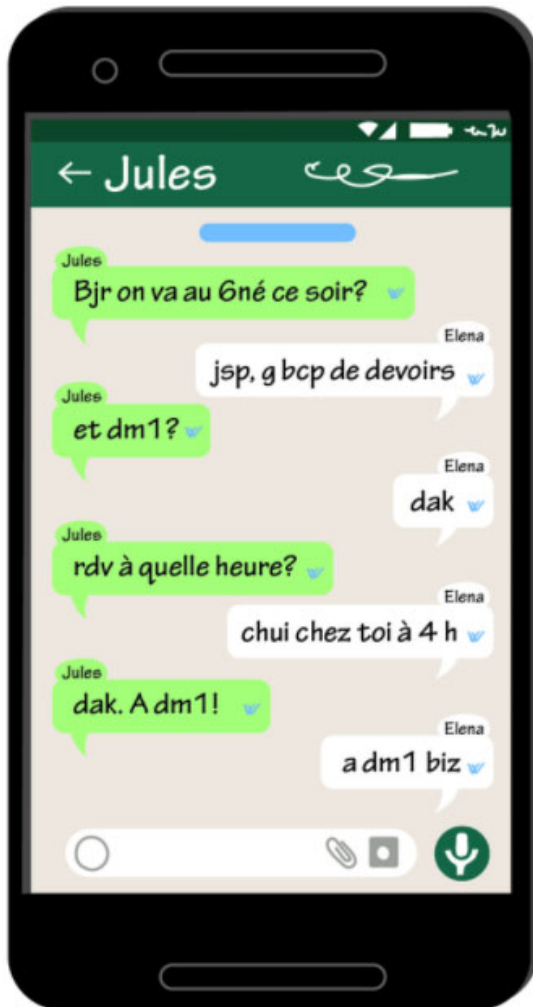 Jules
Jules
Bjr on va au 6né ce soir?
Elena
jsp, g bcp de devoirs
Jules
et dm1?
Elena
dak
Jules
rdv à quelle heure?
Elena
chui chez toi à 4 h
Jules
dak. A dm1!
Elena
a dm1 biz